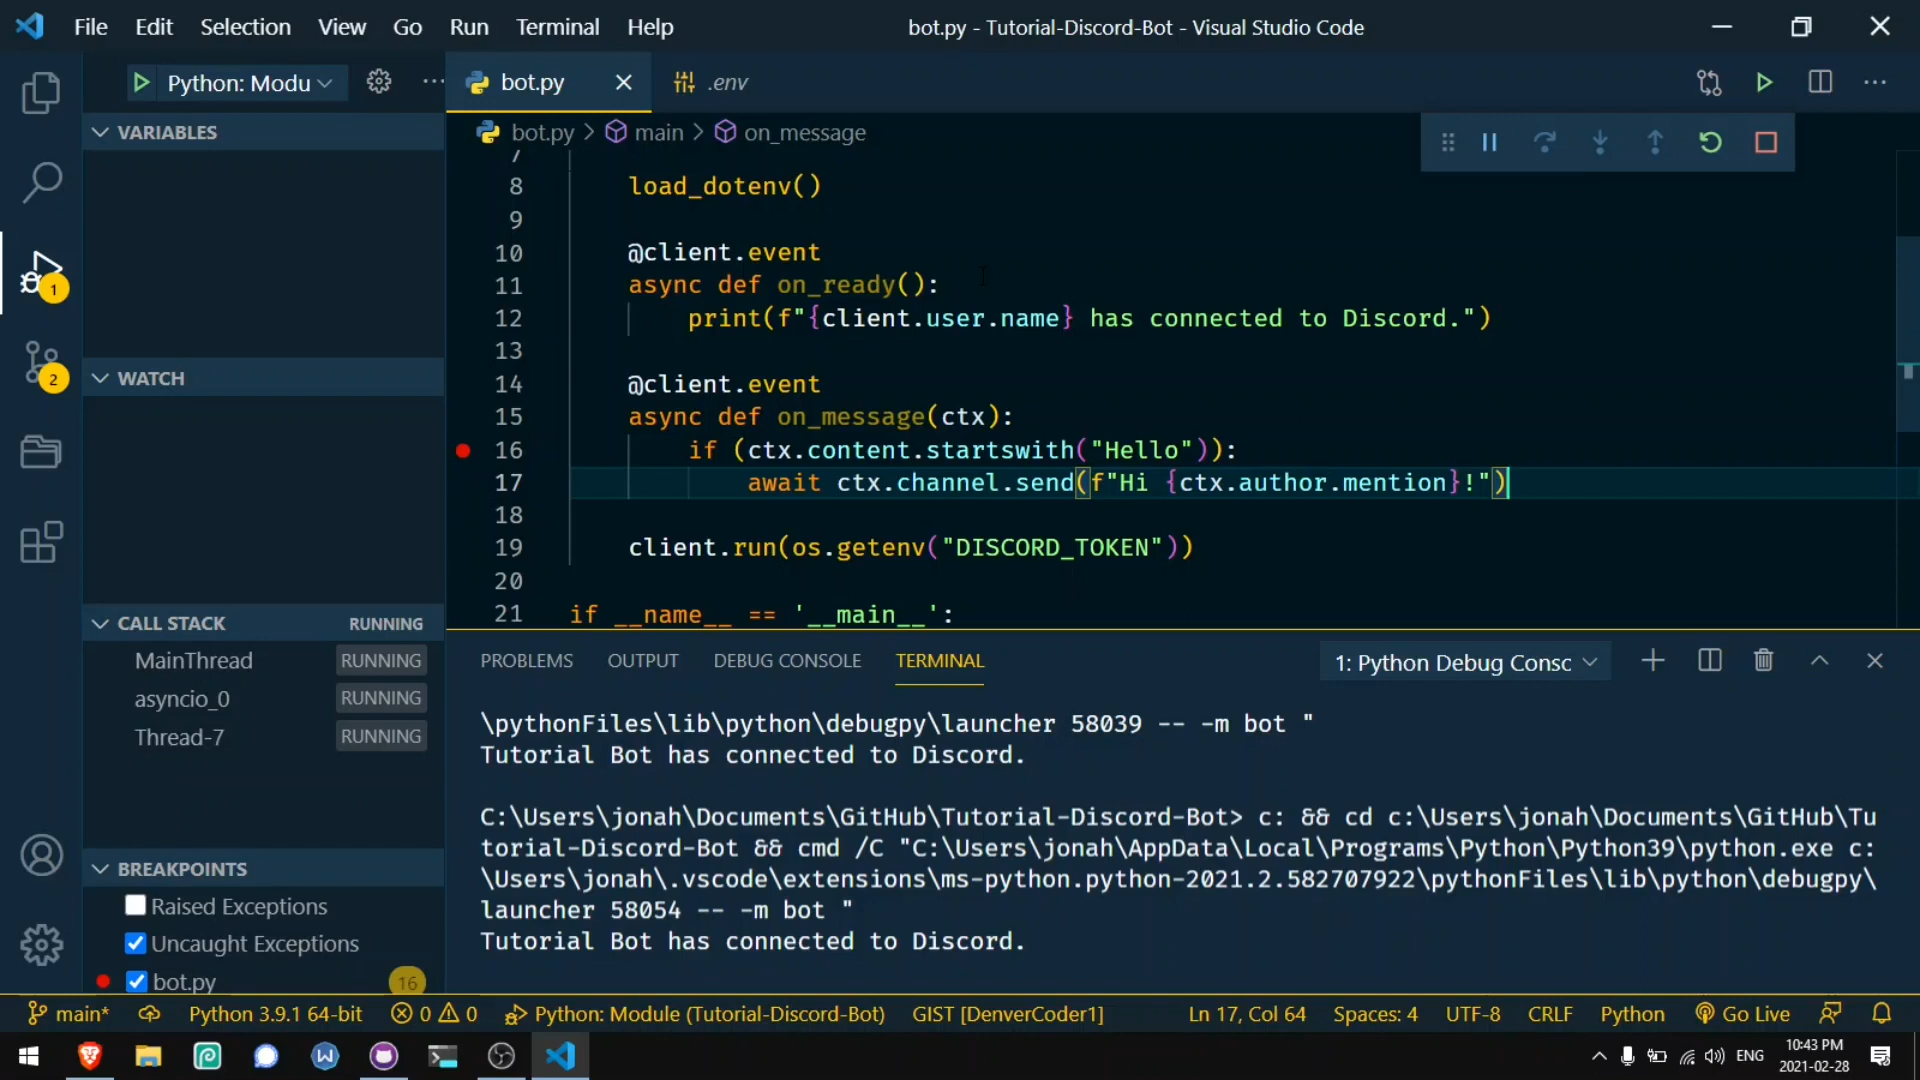 File Edit Selection View Go Run Terminal Help
bot.py - Tutorial-Discord-Bot - Visual Studio Code
Python: Modu
bot.py
.env
bot.py > main > on_message
VARIABLES
WATCH
CALL STACK
RUNNING
MainThread RUNNING
asyncio_0 RUNNING
Thread-7 RUNNING
BREAKPOINTS
Raised Exceptions
Uncaught Exceptions
bot.py 16
1
2
7
8 load_dotenv()
9
10 @client.event
11 async def on_ready():
12 print(f"{client.user.name} has connected to Discord.")
13
14 @client.event
15 async def on_message(ctx):
16 if (ctx.content.startswith("Hello")):
17 await ctx.channel.send(f"Hi {ctx.author.mention}!")
18
19 client.run(os.getenv("DISCORD_TOKEN"))
20
21 if __name__ == '__main__':
PROBLEMS OUTPUT DEBUG CONSOLE TERMINAL
1: Python Debug Consc
\pythonFiles\lib\python\debugpy\launcher 58039 -- -m bot "
Tutorial Bot has connected to Discord.
C:\Users\jonah\Documents\GitHub\Tutorial-Discord-Bot> c: && cd c:\Users\jonah\Documents\GitHub\Tu
torial-Discord-Bot && cmd /C "C:\Users\jonah\AppData\Local\Programs\Python\Python39\python.exe c:
\Users\jonah\.vscode\extensions\ms-python.python-2021.2.582707922\pythonFiles\lib\python\debugpy\
launcher 58054 -- -m bot "
Tutorial Bot has connected to Discord.
main* Python 3.9.1 64-bit 0 0 Python: Module (Tutorial-Discord-Bot) GIST [DenverCoder1] Ln 17, Col 64 Spaces: 4 UTF-8 CRLF Python Go Live
ENG
10:43 PM
2021-02-28